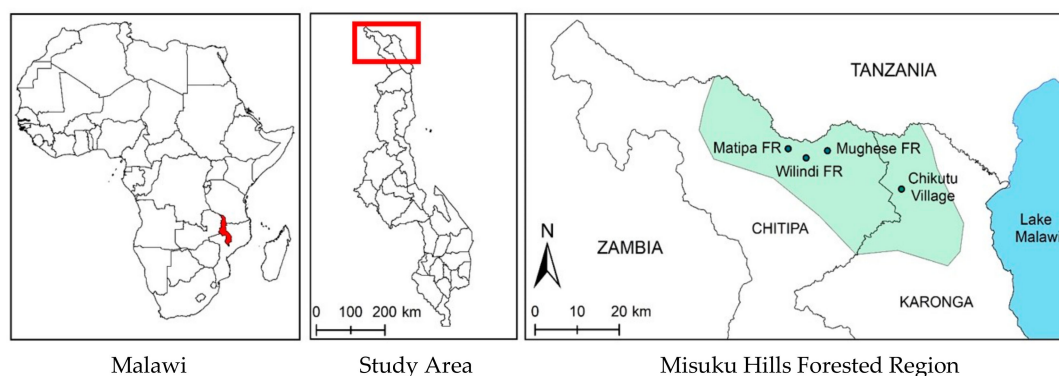 TANZANIA
Matipa FR
Mughese FR
Wilindi FR
Chikutu
Village
Lake
Malawi
CHITIPA
ZAMBIA
N
KARONGA
0 100 200 km
0 10 20 km
Malawi
Study Area
Misuku Hills Forested Region